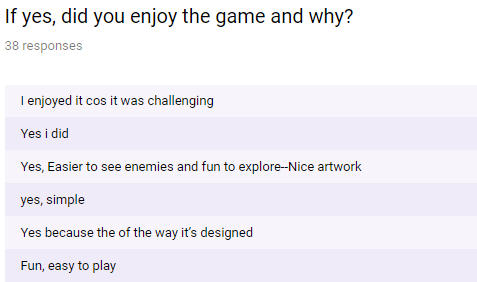 If yes, did you enjoy the game and why?
38 responses
I enjoyed it cos it was challenging
Yes i did
Yes, Easier to see enemies and fun to explore--Nice artwork
yes, simple
Yes because the of the way it's designed
Fun, easy to play